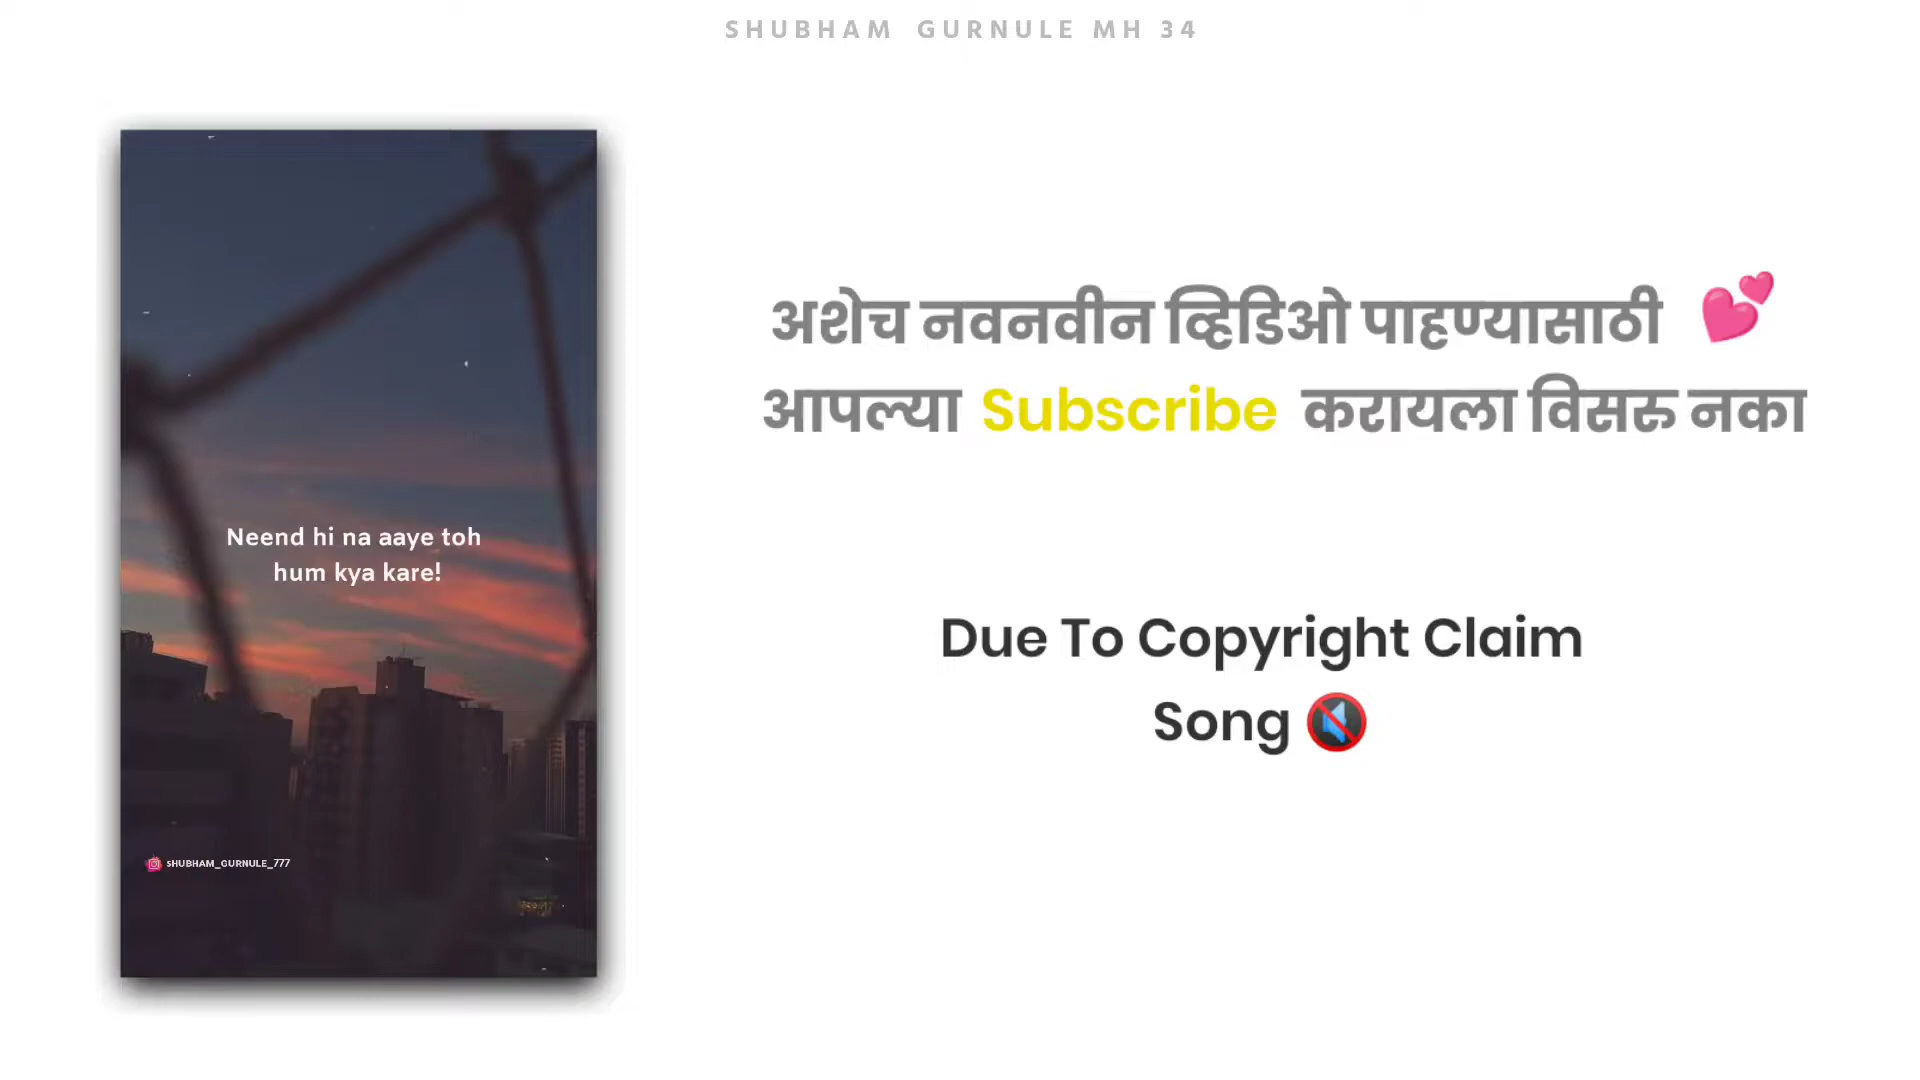 SHUBHAM GURNULE MH 34
Neend hi na aaye toh
hum kya kare!
SHUBHAM_GURNULE_777
अशेच नवनवीन व्हिडिओ पाहण्यासाठी 💕
आपल्या Subscribe करायला विसरु नका
Due To Copyright Claim
Song 🔇